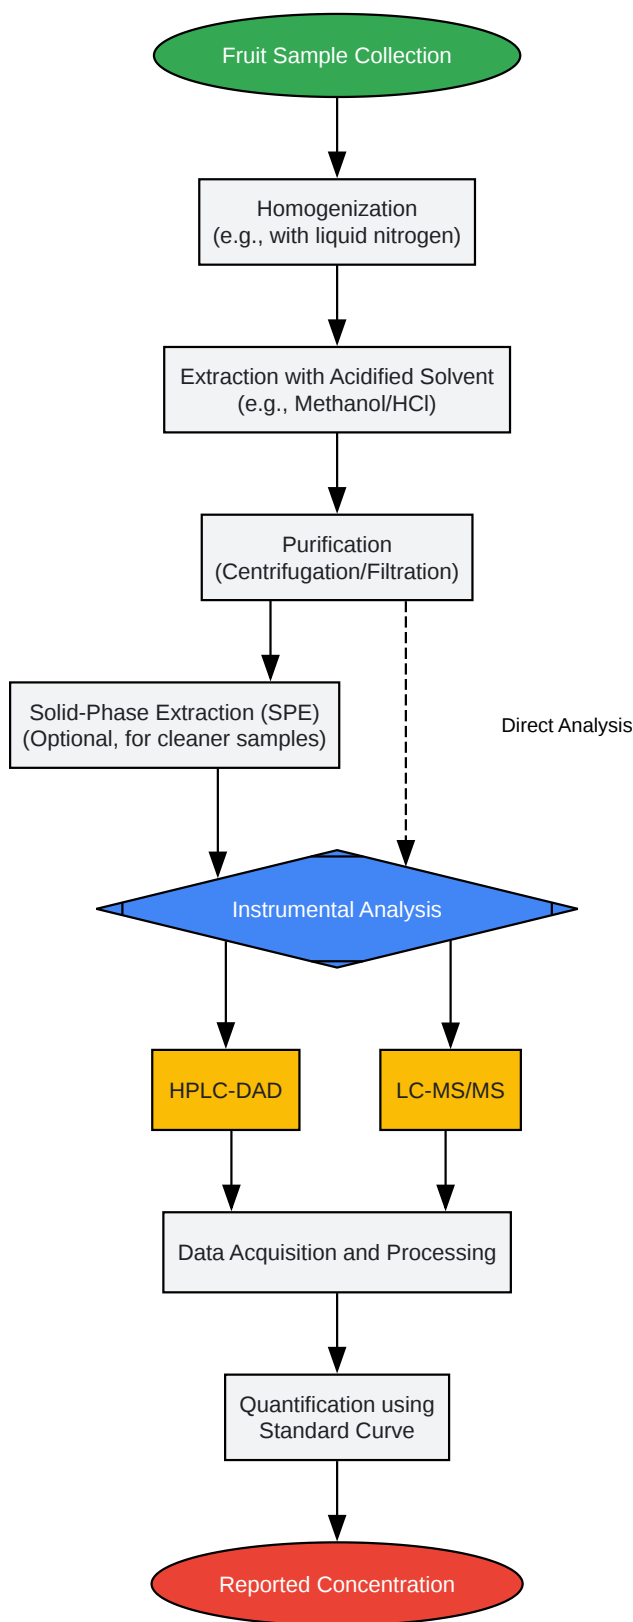 Fruit Sample Collection
Homogenization
(e.g., with liquid nitrogen)
Extraction with Acidified Solvent
(e.g., Methanol/HCl)
Purification
(Centrifugation/Filtration)
Solid-Phase Extraction (SPE)
(Optional, for cleaner samples)
Direct Analysis
Instrumental Analysis
HPLC-DAD
LC-MS/MS
Data Acquisition and Processing
Quantification using
Standard Curve
Reported Concentration